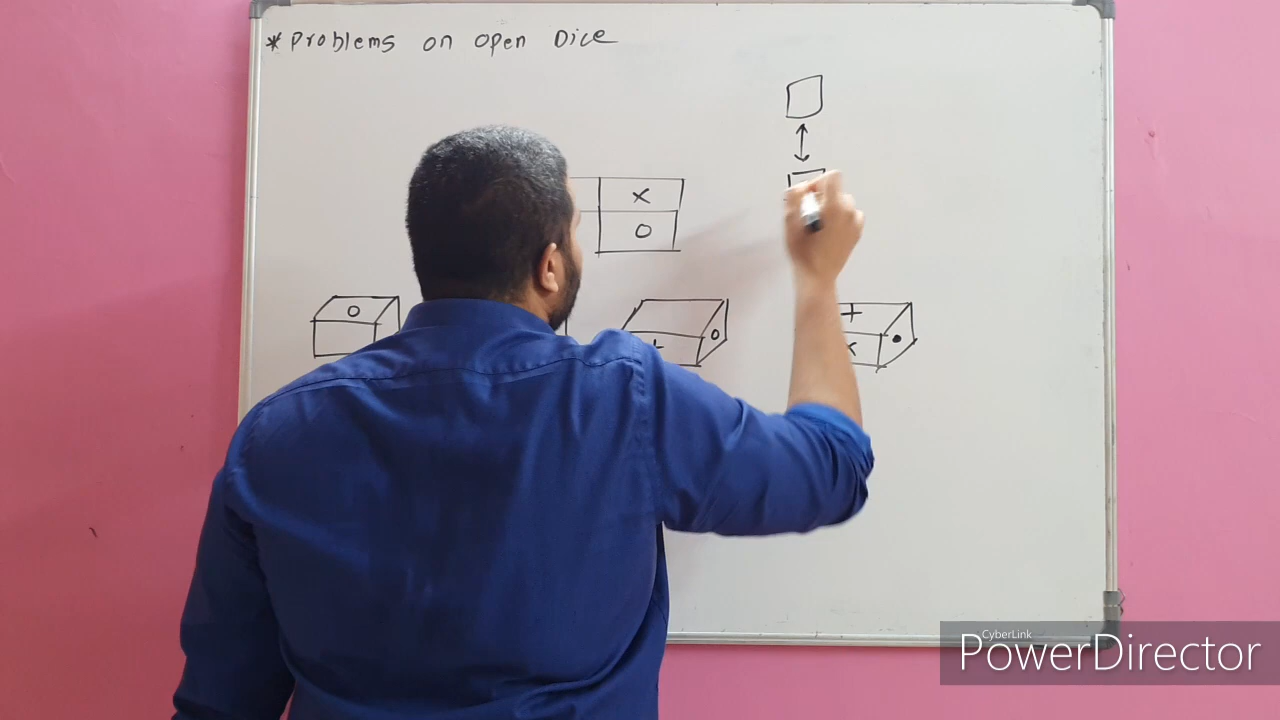 * Problems on open Dice
x
o
o
o
+
CyberLink
PowerDirector